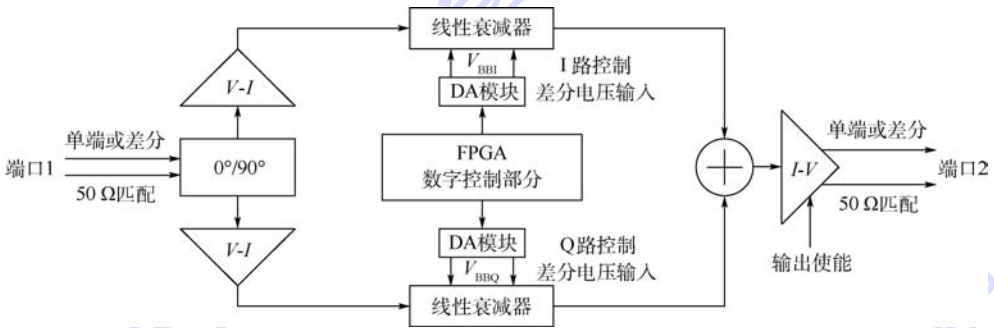 线性衰减器
V_BBI
I 路控制
DA模块
差分电压输入
V-I
单端或差分
端口1
50 Ω匹配
0°/90°
FPGA
数字控制部分
I-V
单端或差分
端口2
50 Ω匹配
输出使能
V-I
DA模块
Q路控制
V_BBQ
差分电压输入
线性衰减器